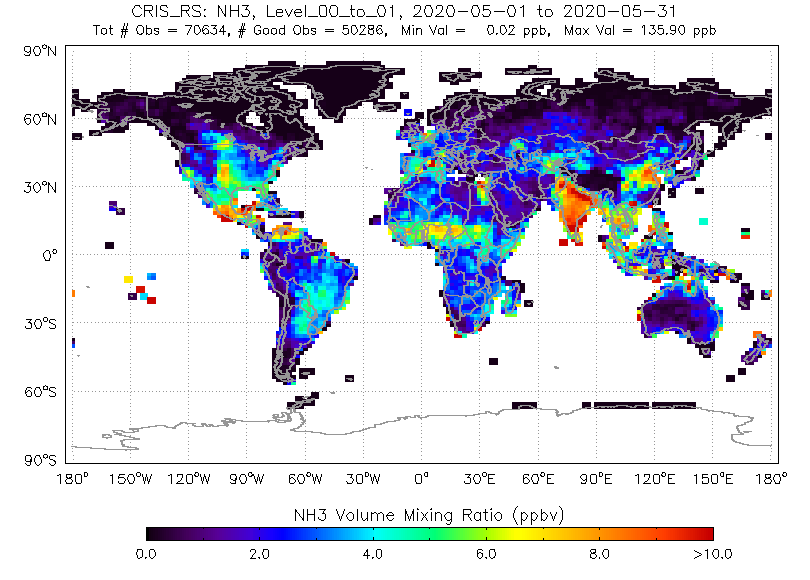 CRIS_RS: NH3, Level_00_to_01, 2020-05-01 to 2020-05-31
Tot # Obs = 70634, # Good Obs = 50286, Min Val = 0.02 ppb, Max Val = 135.90 ppb
90°N
60°N
30°N
0°
30°S
60°S
90°S
180° 150°W 120°W 90°W 60°W 30°W 0° 30°E 60°E 90°E 120°E 150°E 180°
NH3 Volume Mixing Ratio (ppbv)
0.0 2.0 4.0 6.0 8.0 >10.0